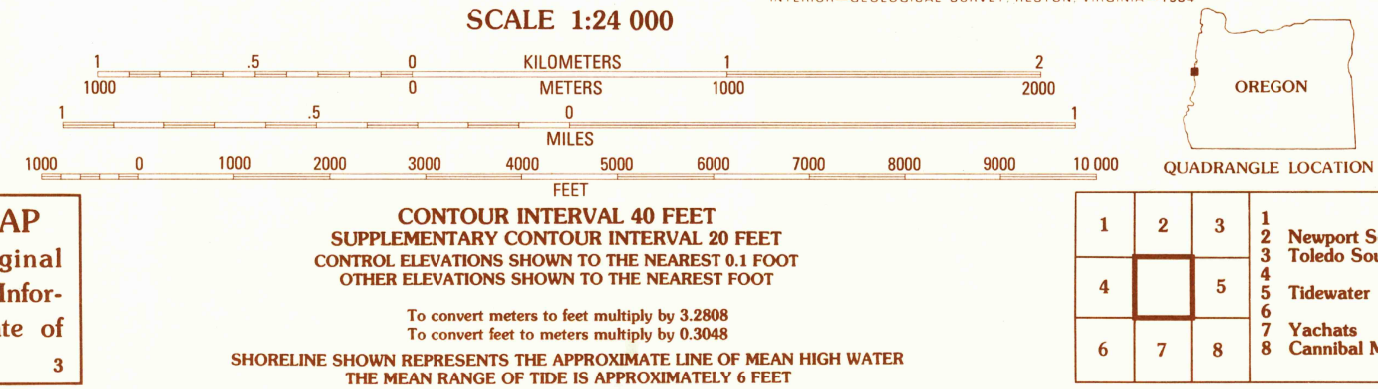 INTERIOR—GEOLOGICAL SURVEY, RESTON, VIRGINIA—1984
SCALE 1:24 000
1 .5 0 KILOMETERS 1 2
1000 0 METERS 1000 2000
1 .5 0 1
MILES
1000 0 1000 2000 3000 4000 5000 6000 7000 8000 9000 10 000
FEET
CONTOUR INTERVAL 40 FEET
SUPPLEMENTARY CONTOUR INTERVAL 20 FEET
CONTROL ELEVATIONS SHOWN TO THE NEAREST 0.1 FOOT
OTHER ELEVATIONS SHOWN TO THE NEAREST FOOT
To convert meters to feet multiply by 3.2808
To convert feet to meters multiply by 0.3048
SHORELINE SHOWN REPRESENTS THE APPROXIMATE LINE OF MEAN HIGH WATER
THE MEAN RANGE OF TIDE IS APPROXIMATELY 6 FEET
AP
ginal
Infor-
te of
3
OREGON
QUADRANGLE LOCATION
1 2 3
4 5
6 7 8
1
2 Newport S
3 Toledo Sou
4
5 Tidewater
6
7 Yachats
8 Cannibal M